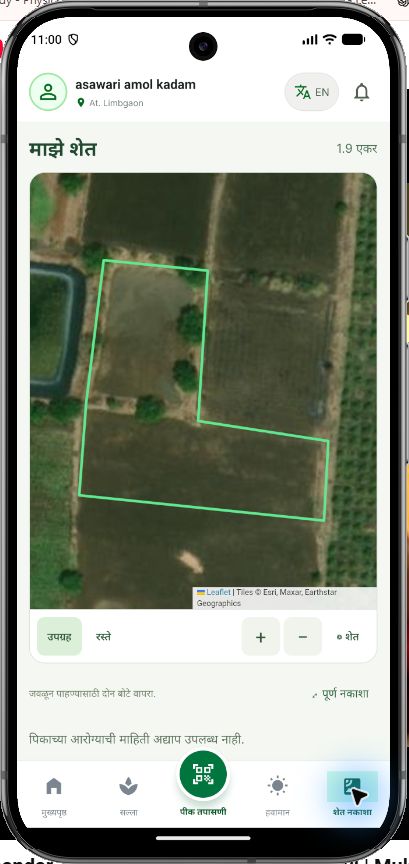 11:00
asawari amol kadam
At. Limbgaon
EN
माझे शेत
1.9 एकर
Leaflet | Tiles © Esri, Maxar, Earthstar
Geographics
उपग्रह
रस्ते
+
−
शेत
जवळून पाहण्यासाठी दोन बोटे वापरा.
पूर्ण नकाशा
पिकाच्या आरोग्याची माहिती अद्याप उपलब्ध नाही.
मुख्यपृष्ठ
सल्ला
पीक तपासणी
हवामान
शेत नकाशा